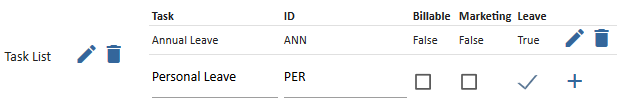 Task ID Billable Marketing Leave
Annual Leave ANN False False True
Task List
Personal Leave PER